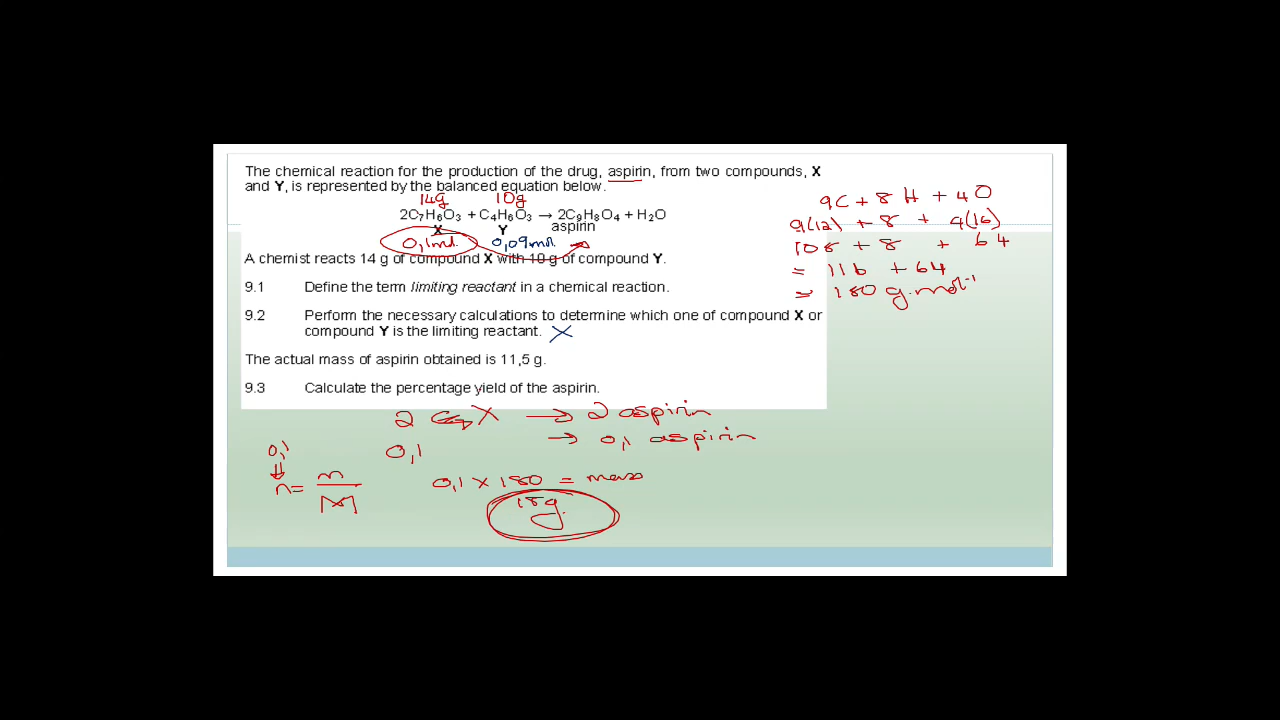 The chemical reaction for the production of the drug, aspirin, from two compounds, X
and Y, is represented by the balanced equation below.
14g 10g
2C₇H₆O₃ + C₄H₆O₃ → 2C₉H₈O₄ + H₂O
X Y aspirin
0,1mol. 0,09mol.
A chemist reacts 14 g of compound X with 10 g of compound Y.
9.1 Define the term limiting reactant in a chemical reaction.
9.2 Perform the necessary calculations to determine which one of compound X or
compound Y is the limiting reactant. X
The actual mass of aspirin obtained is 11,5 g.
9.3 Calculate the percentage yield of the aspirin.
9C + 8H + 4O
9(12) + 8 + 4(16)
108 + 8 + 64
= 116 + 64
= 180 g.mol⁻¹
2 X → 2 aspirin
0,1 → 0,1 aspirin
0,1
⇓
n = m
M
0,1 × 180 = mass
18g